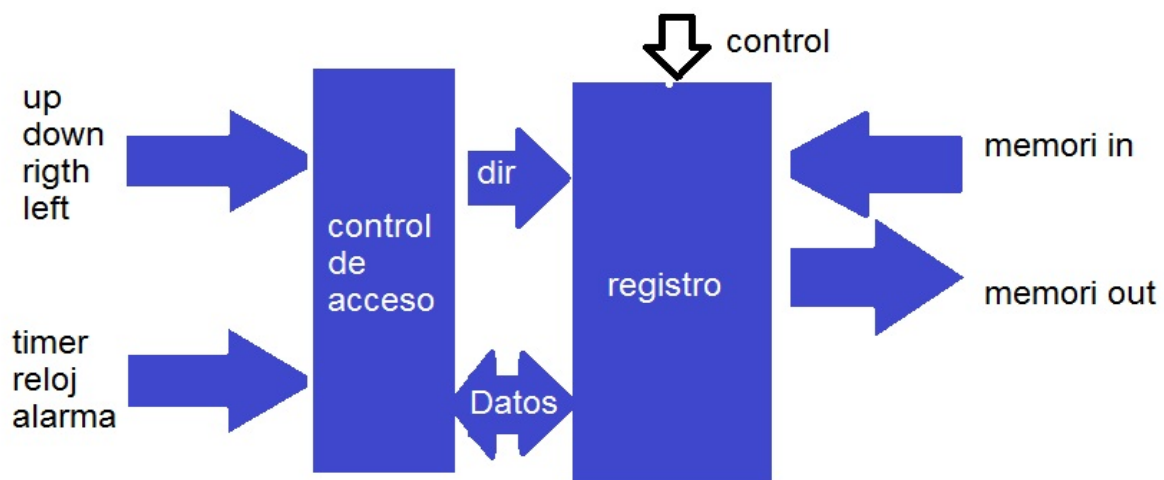 control
up
down
rigth
left
dir
memori in
control
de
acceso
registro
memori out
timer
reloj
alarma
Datos